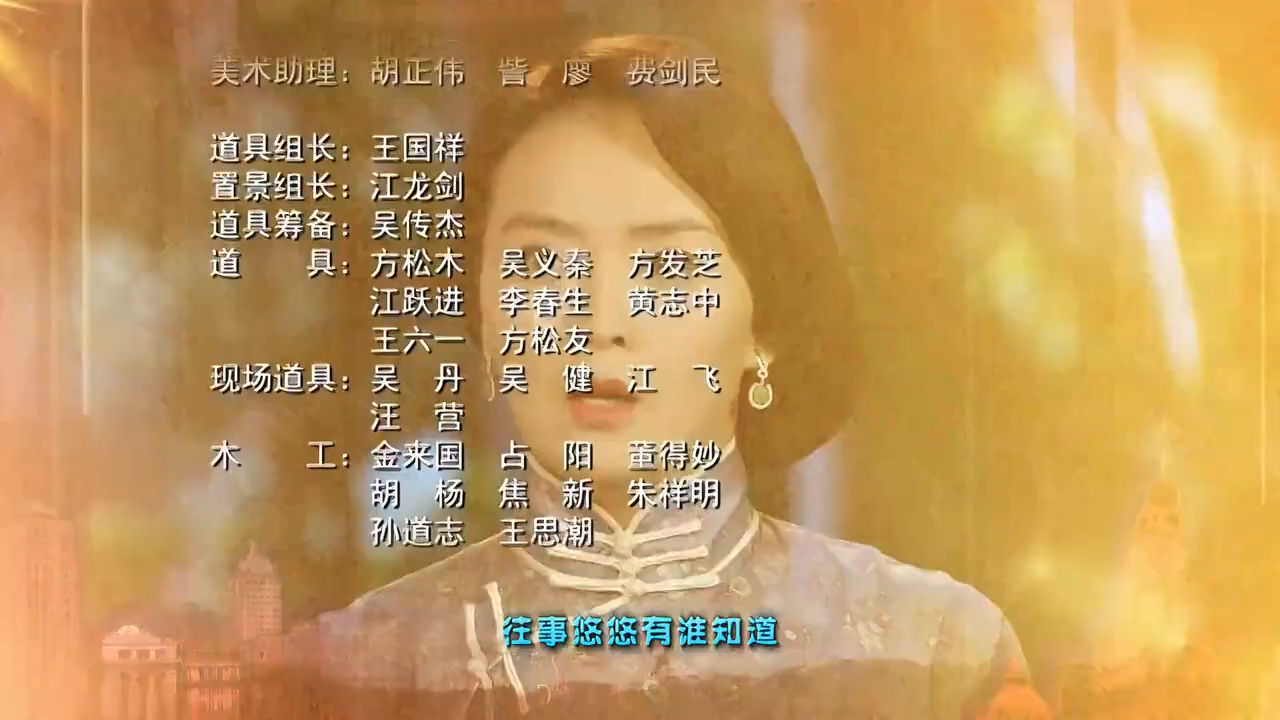 美术助理：胡正伟 訾 廖 费剑民
道具组长：王国祥
置景组长：江龙剑
道具筹备：吴传杰
道 具：方松木 吴义秦 方发芝
江跃进 李春生 黄志中
王六一 方松友
现场道具：吴 丹 吴 健 江 飞
汪 营
木 工：金来国 占 阳 董得妙
胡 杨 焦 新 朱祥明
孙道志 王思潮
往事悠悠有谁知道